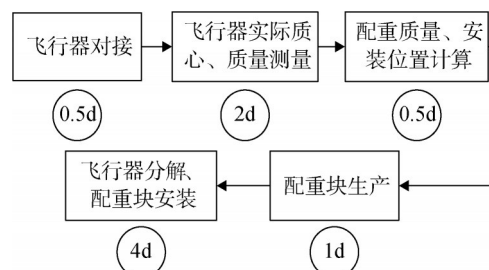 飞行器对接
飞行器实际质
心、质量测量
配重质量、安
装位置计算
0.5d
2d
0.5d
飞行器分解、
配重块安装
配重块生产
4d
1d